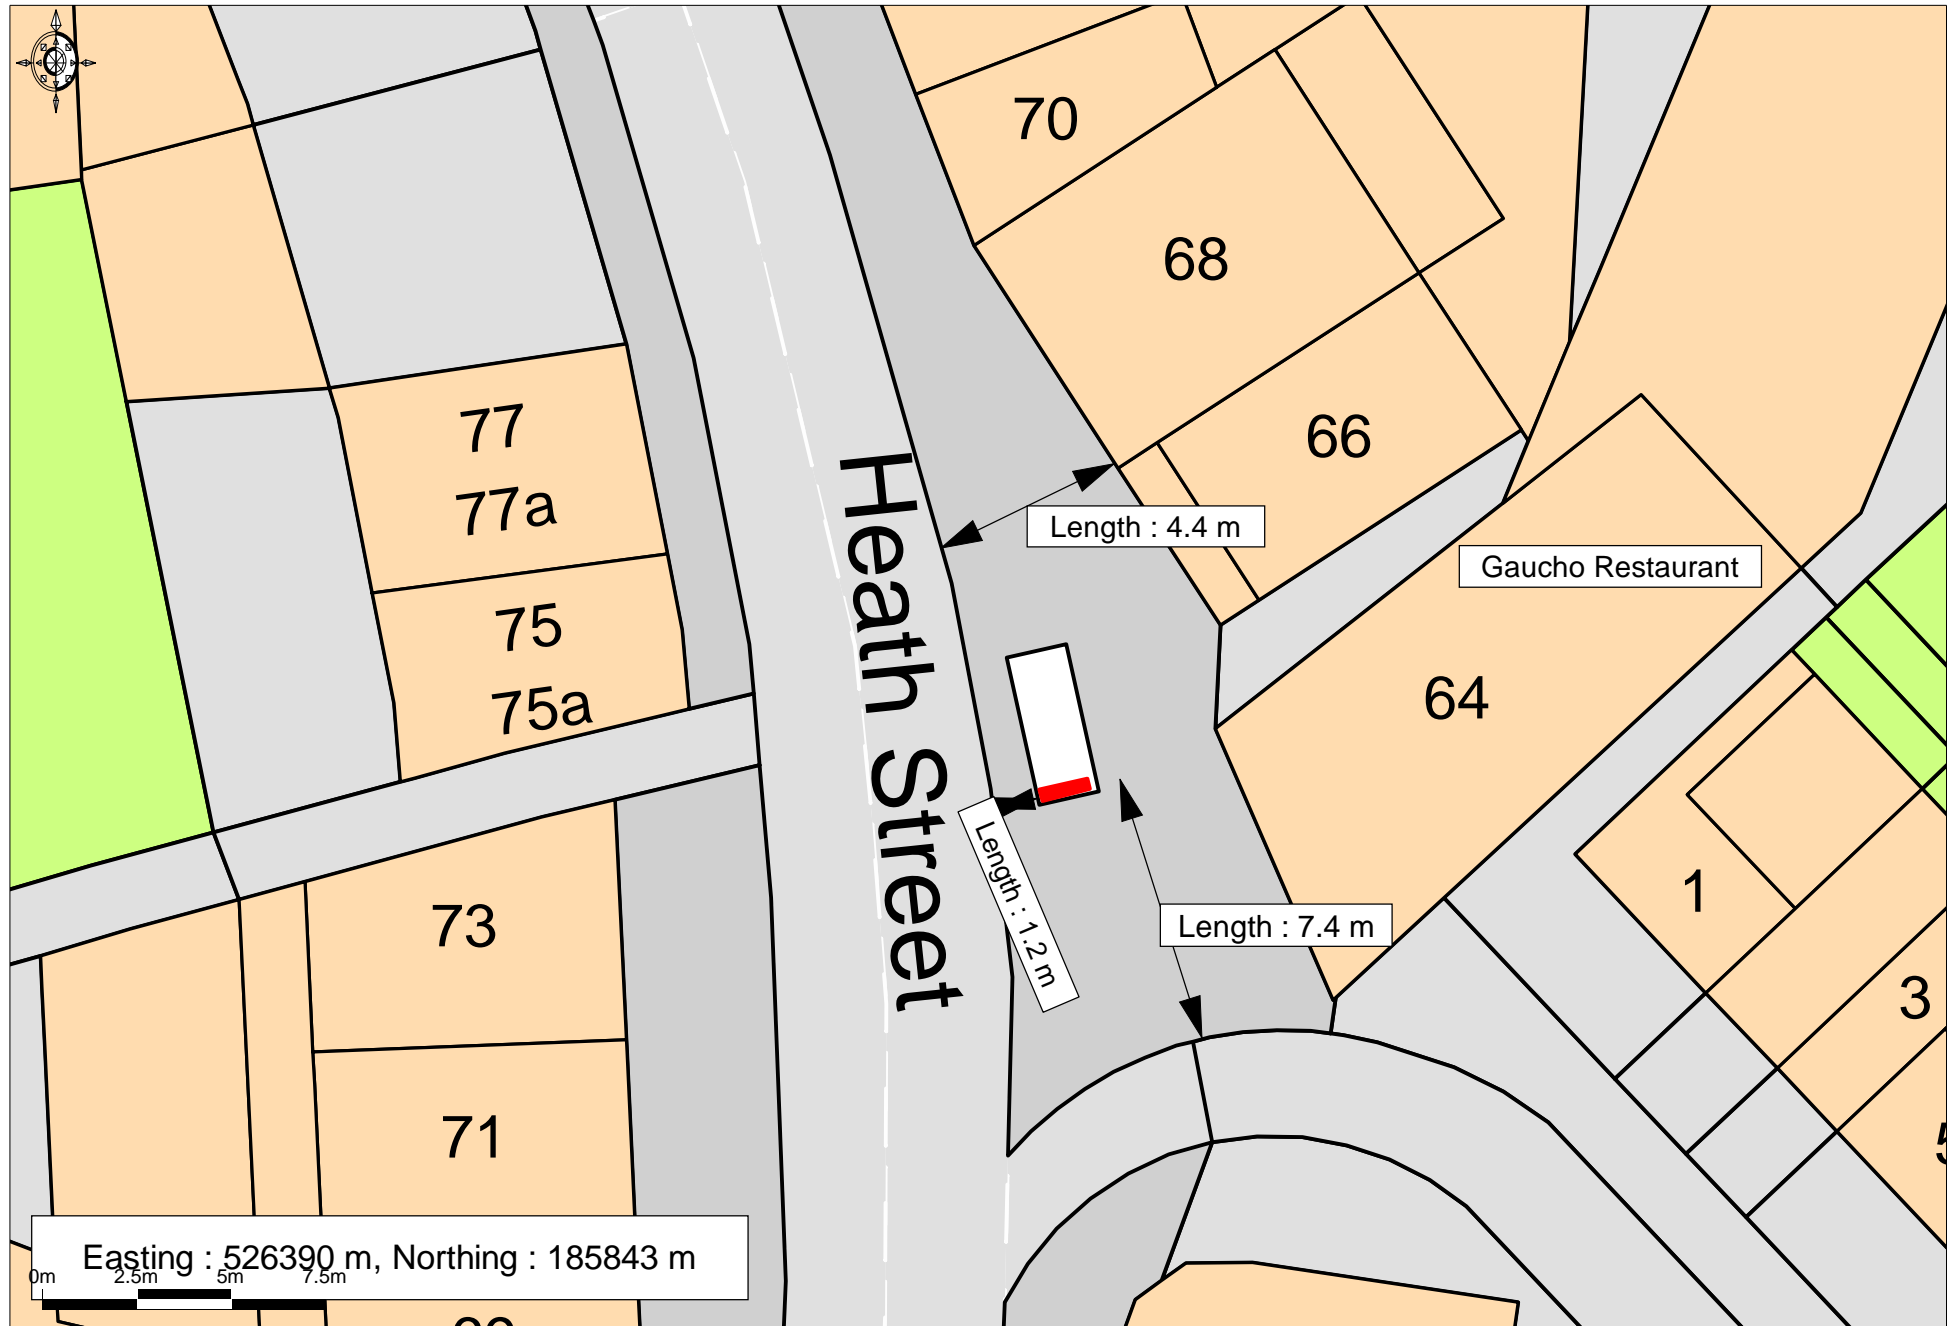 70
68
77
77a
66
Length : 4.4 m
Gaucho Restaurant
Heath Street
75
75a
64
Length : 1.2 m
1
73
Length : 7.4 m
3
71
Easting : 526390 m, Northing : 185843 m
0m 2.5m 5m 7.5m